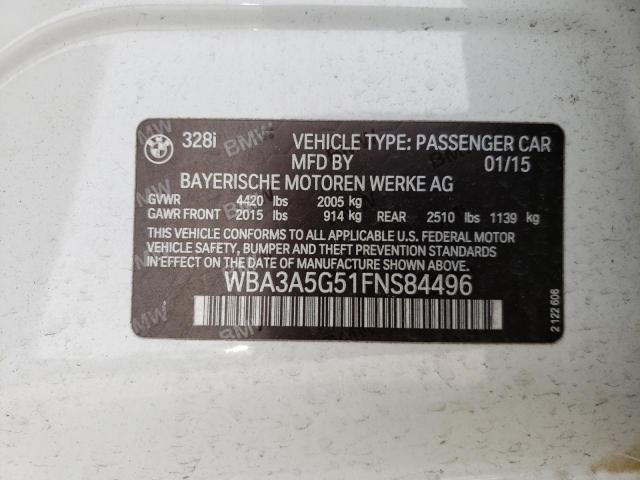 328i VEHICLE TYPE: PASSENGER CAR
MFD BY 01/15
BAYERISCHE MOTOREN WERKE AG
GVWR 4420 lbs 2005 kg
GAWR FRONT 2015 lbs 914 kg REAR 2510 lbs 1139 kg
THIS VEHICLE CONFORMS TO ALL APPLICABLE U.S. FEDERAL MOTOR
VEHICLE SAFETY, BUMPER AND THEFT PREVENTION STANDARDS
IN EFFECT ON THE DATE OF MANUFACTURE SHOWN ABOVE.
WBA3A5G51FNS84496
2 122 606